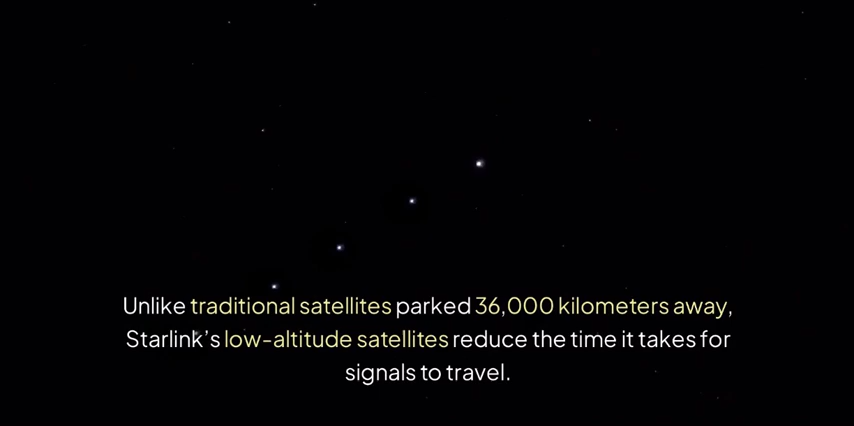 Unlike traditional satellites parked 36,000 kilometers away,
Starlink’s low-altitude satellites reduce the time it takes for
signals to travel.